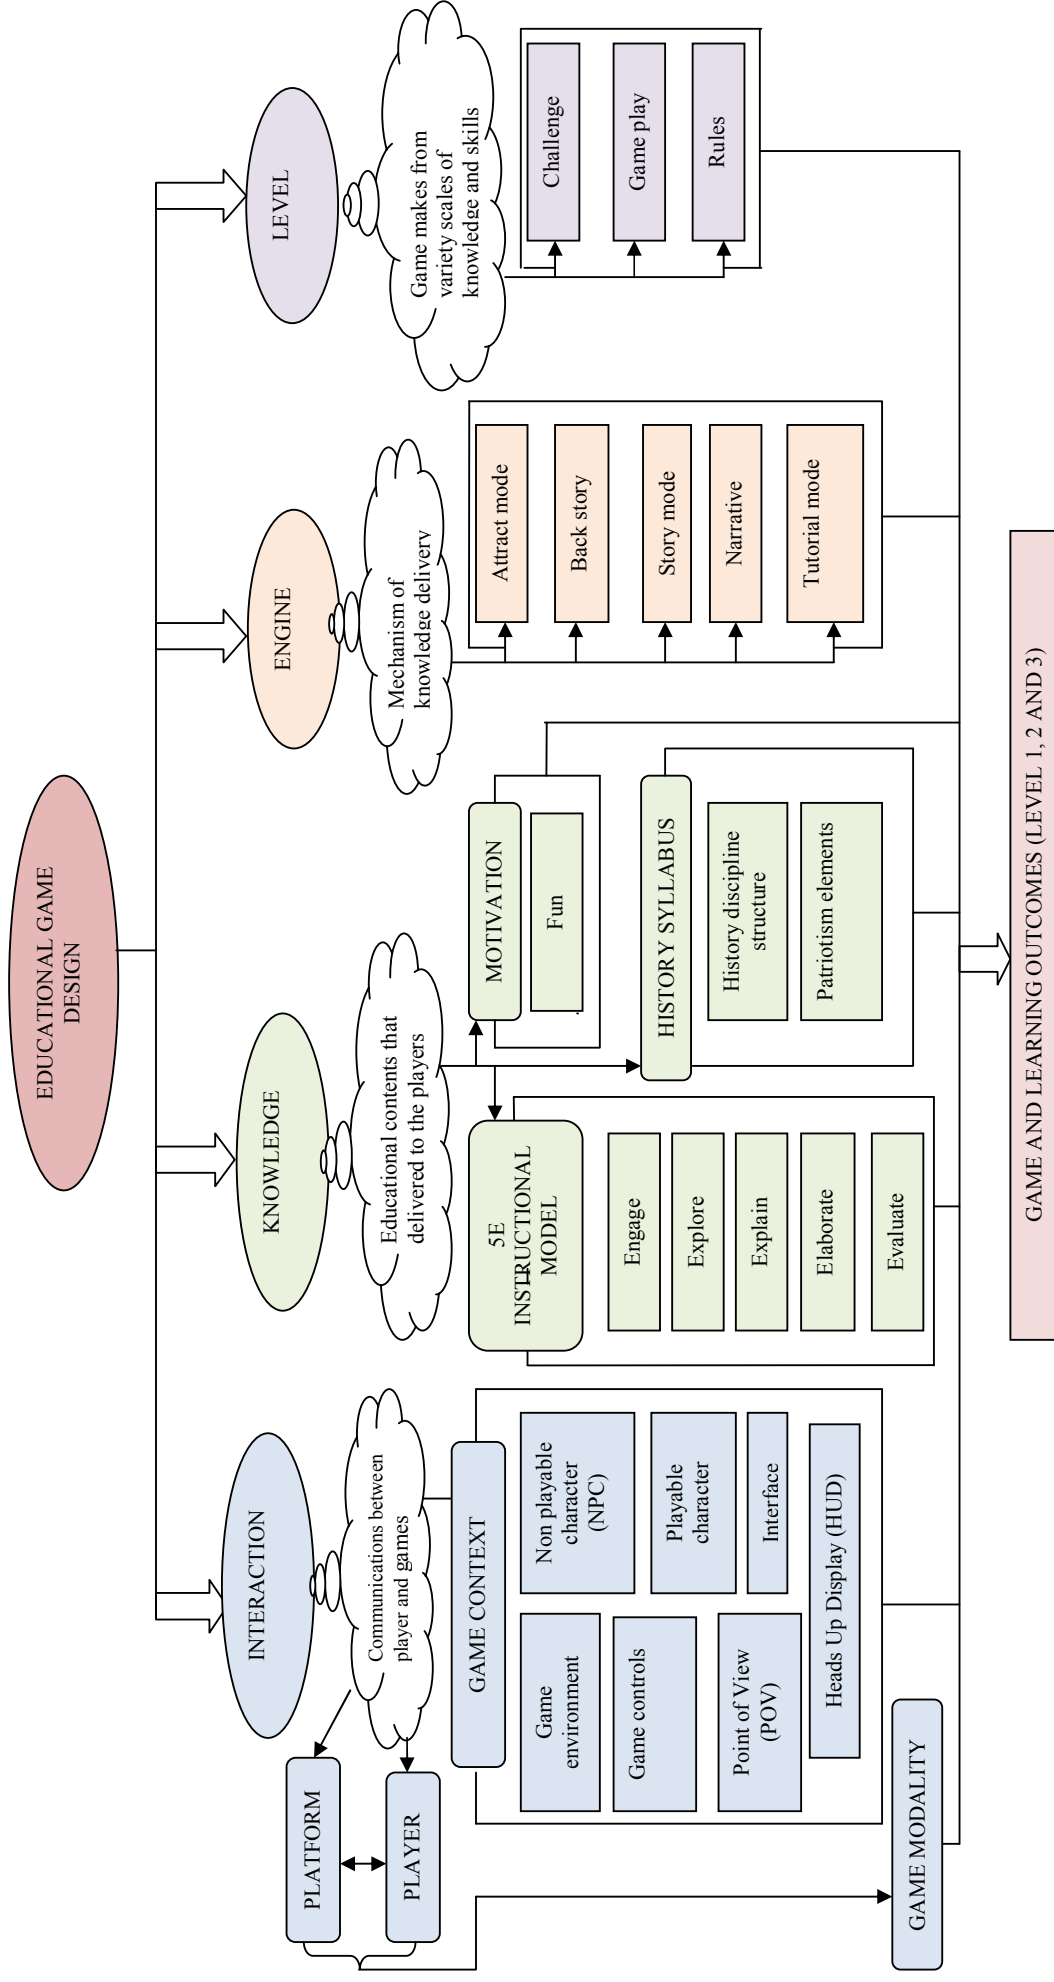 EDUCATIONAL GAME
DESIGN
INTERACTION
KNOWLEDGE
ENGINE
LEVEL
Communications between
player and games
Educational contents that
delivered to the players
Mechanism of
knowledge delivery
Game makes from
variety scales of
knowledge and skills
PLATFORM
PLAYER
GAME CONTEXT
Game
environment
Non playable
character
(NPC)
Game controls
Playable
character
Point of View
(POV)
Interface
Heads Up Display (HUD)
GAME MODALITY
5E
INSTRUCTIONAL
MODEL
Engage
Explore
Explain
Elaborate
Evaluate
MOTIVATION
Fun
HISTORY SYLLABUS
History discipline
structure
Patriotism elements
Attract mode
Back story
Story mode
Narrative
Tutorial mode
Challenge
Game play
Rules
GAME AND LEARNING OUTCOMES (LEVEL 1, 2 AND 3)